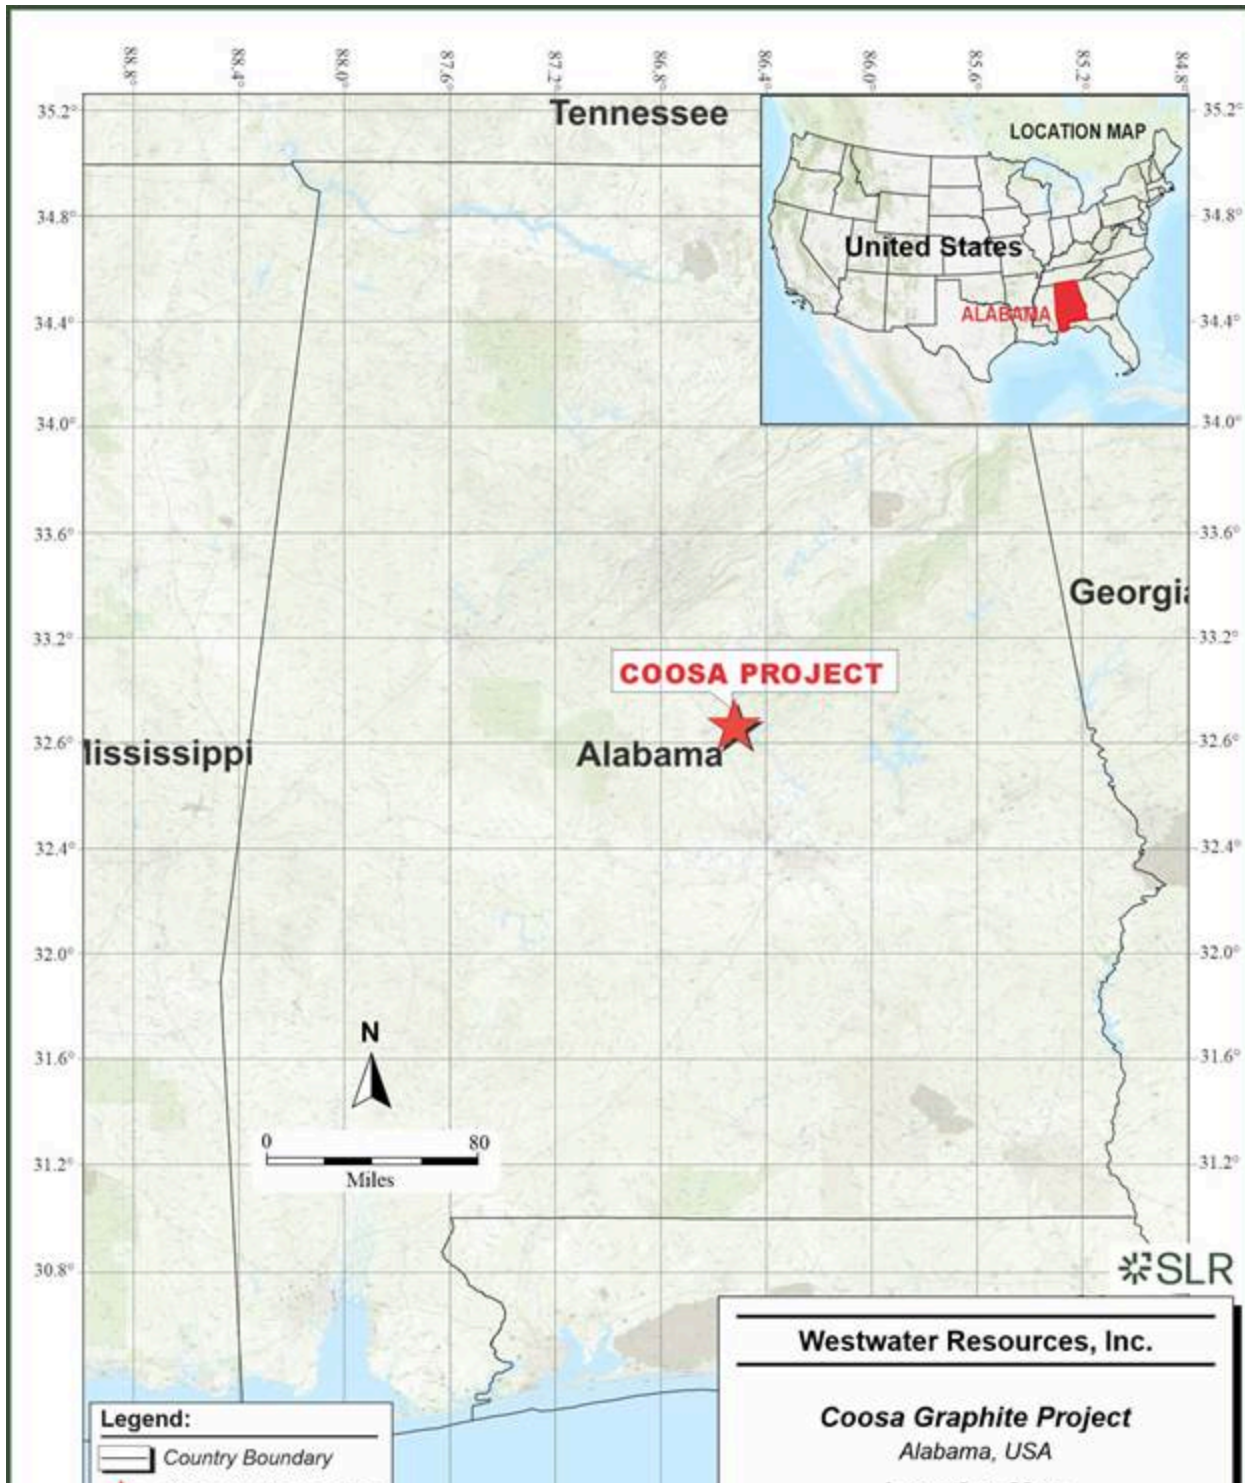 88.8° 88.4° 88.0° 87.6° 87.2° 86.8° 86.4° 86.0° 85.6° 85.2° 84.8°
35.2° Tennessee 35.2°
LOCATION MAP
34.8° 34.8°
United States
34.4° ALABAMA 34.4°
34.0° 34.0°
33.6° 33.6°
Georgia
33.2° 33.2°
COOSA PROJECT
32.6° 32.6°
Mississippi Alabama
32.4° 32.4°
32.0° 32.0°
N
31.6° 31.6°
0 80
Miles
31.2° 31.2°
30.8°
SLR
Westwater Resources, Inc.
Legend:
Coosa Graphite Project
Country Boundary
Alabama, USA